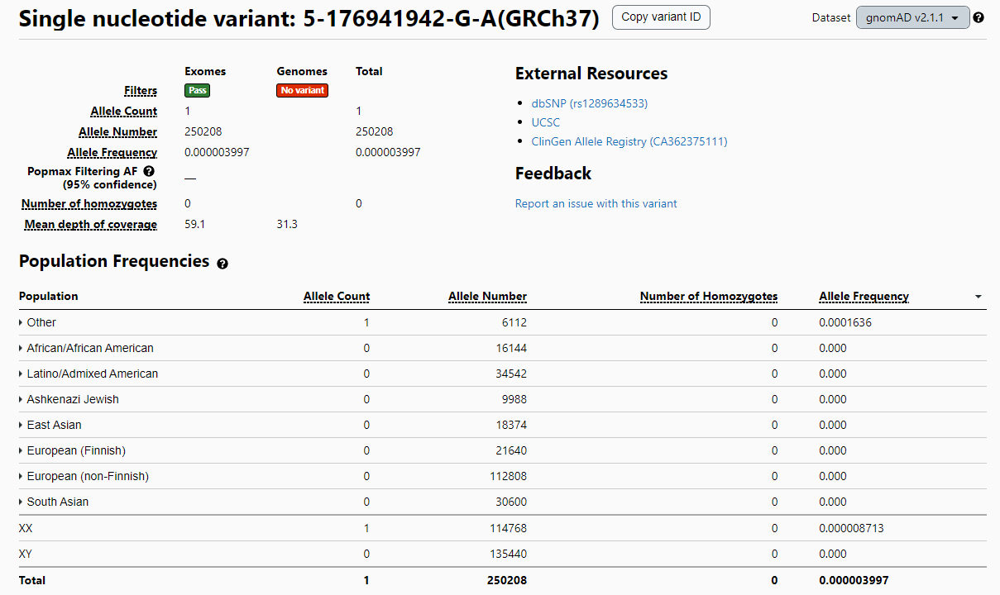 Single nucleotide variant: 5-176941942-G-A(GRCh37) Copy variant ID Dataset gnomAD v2.1.1
Exomes Genomes Total
Filters Pass No variant
Allele Count 1 1
Allele Number 250208 250208
Allele Frequency 0.000003997 0.000003997
Popmax Filtering AF ?
(95% confidence) —
Number of homozygotes 0 0
Mean depth of coverage 59.1 31.3
External Resources
dbSNP (rs1289634533)
UCSC
ClinGen Allele Registry (CA362375111)
Feedback
Report an issue with this variant
Population Frequencies ?
Population Allele Count Allele Number Number of Homozygotes Allele Frequency
Other 1 6112 0 0.0001636
African/African American 0 16144 0 0.000
Latino/Admixed American 0 34542 0 0.000
Ashkenazi Jewish 0 9988 0 0.000
East Asian 0 18374 0 0.000
European (Finnish) 0 21640 0 0.000
European (non-Finnish) 0 112808 0 0.000
South Asian 0 30600 0 0.000
XX 1 114768 0 0.000008713
XY 0 135440 0 0.000
Total 1 250208 0 0.000003997